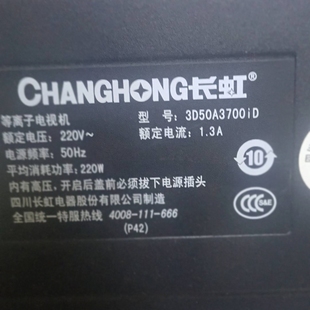 CHANGHONG长虹®
等离子电视机 型 号: 3D50A3700iD
额定电压: 220V~ 额定电流: 1.3A
电源频率: 50Hz
平均消耗功率: 220W
10
内有高压，开启后盖前必须拔下电源插头
四川长虹电器股份有限公司制造
全国统一特服热线 4008-111-666
(P42)
CCC S&E